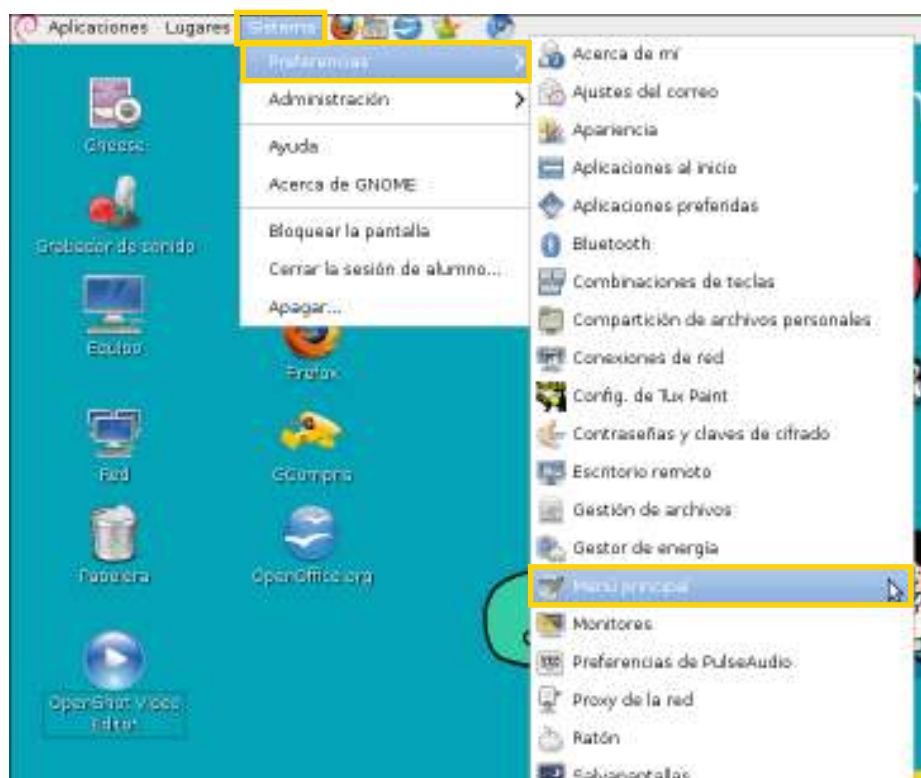 Aplicaciones Lugares Sistema
Preferencias
Administración
Ayuda
Acerca de GNOME
Bloquear la pantalla
Cerrar la sesión de alumno...
Apagar...
Acerca de mí
Ajustes del correo
Apariencia
Aplicaciones al inicio
Aplicaciones preferidas
Bluetooth
Combinaciones de teclas
Compartición de archivos personales
Conexiones de red
Config. de Tux Paint
Contraseñas y claves de cifrado
Escritorio remoto
Gestión de archivos
Gestor de energía
Menú principal
Monitores
Preferencias de PulseAudio
Proxy de la red
Ratón
Salvapantallas
Cheese
Grabador de sonido
Equipo
Firefox
Red
GCompris
Papelera
OpenOffice.org
OpenShot Video
Editor